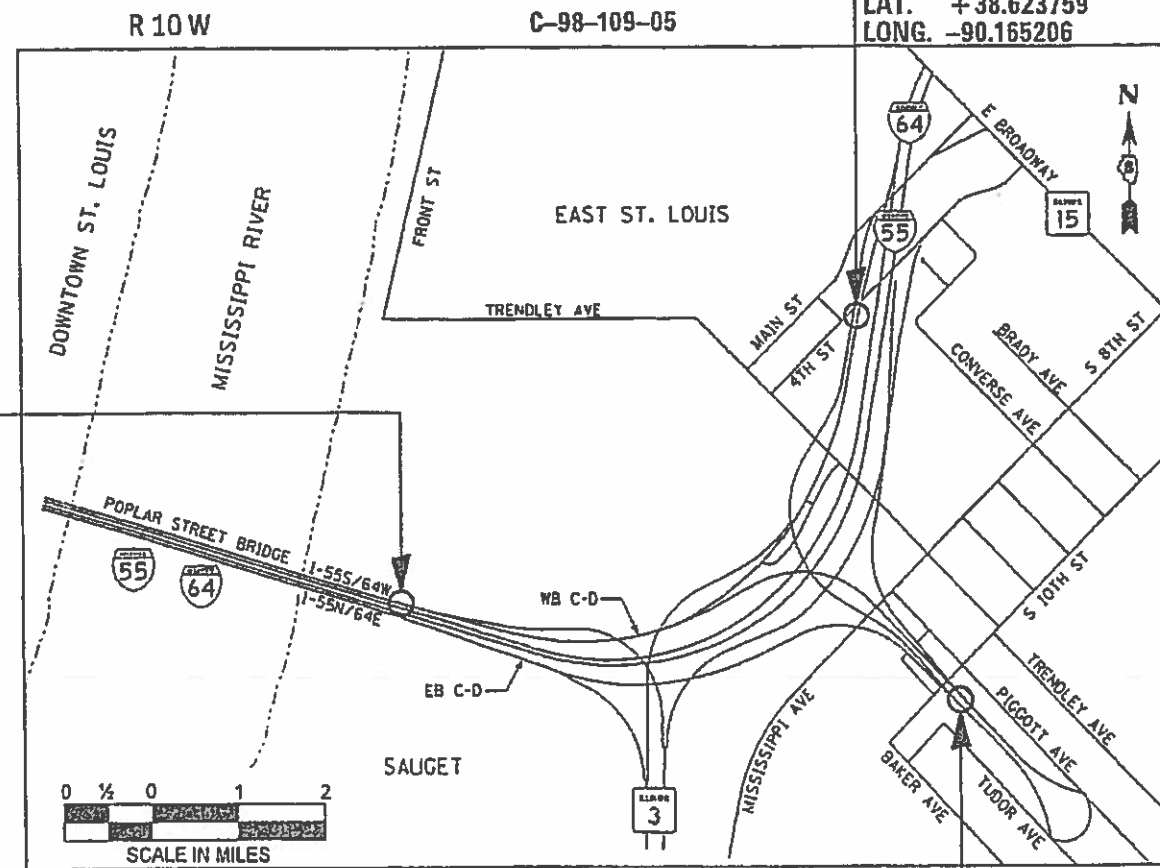 R 10 W
C-98-109-05
LAT. +38.623759
LONG. -90.165206
N
64
E BROADWAY
ILLINOIS
15
55
DOWNTOWN ST. LOUIS
MISSISSIPPI RIVER
FRONT ST
EAST ST. LOUIS
TRENDLEY AVE
MAIN ST
4TH ST
BRADY AVE
S 8TH ST
CONVERSE AVE
POPLAR STREET BRIDGE
55
64
I-55S/64W
I-55N/64E
WB C-D
EB C-D
S 10TH ST
TRENDLEY AVE
PIGGOTT AVE
MISSISSIPPI AVE
BAKER AVE
TUDOR AVE
SAUGET
ILLINOIS
3
0 ½ 0 1 2
SCALE IN MILES